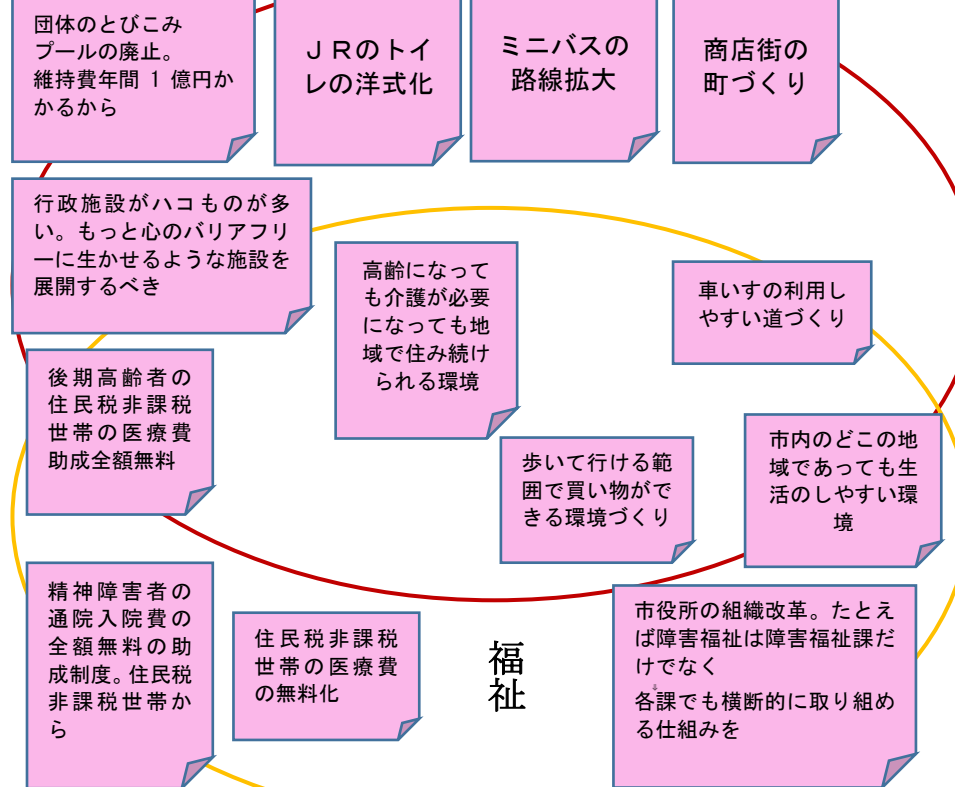 団体のとびこみ
プールの廃止。
維持費年間 1 億円か
かるから
ＪＲのトイ
レの洋式化
ミニバスの
路線拡大
商店街の
町づくり
行政施設がハコものが多
い。もっと心のバリアフリ
ーに生かせるような施設を
展開するべき
高齢になって
も介護が必要
になっても地
域で住み続け
られる環境
車いすの利用し
やすい道づくり
後期高齢者の
住民税非課税
世帯の医療費
助成全額無料
歩いて行ける範
囲で買い物がで
きる環境づくり
市内のどこの地
域であっても生
活のしやすい環
境
精神障害者の
通院入院費の
全額無料の助
成制度。住民税
非課税世帯か
ら
住民税非課税
世帯の医療費
の無料化
福祉
市役所の組織改革。たとえ
ば障害福祉は障害福祉課だ
けでなく
各課でも横断的に取り組め
る仕組みを